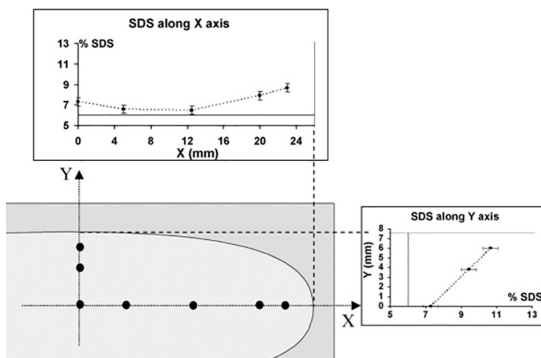 SDS along X axis
% SDS
13
11
9
7
5
0 4 8 12 16 20 24
X (mm)
Y
X
SDS along Y axis
Y (mm)
8
7
6
5
4
3
2
1
0
% SDS
5 7 9 11 13